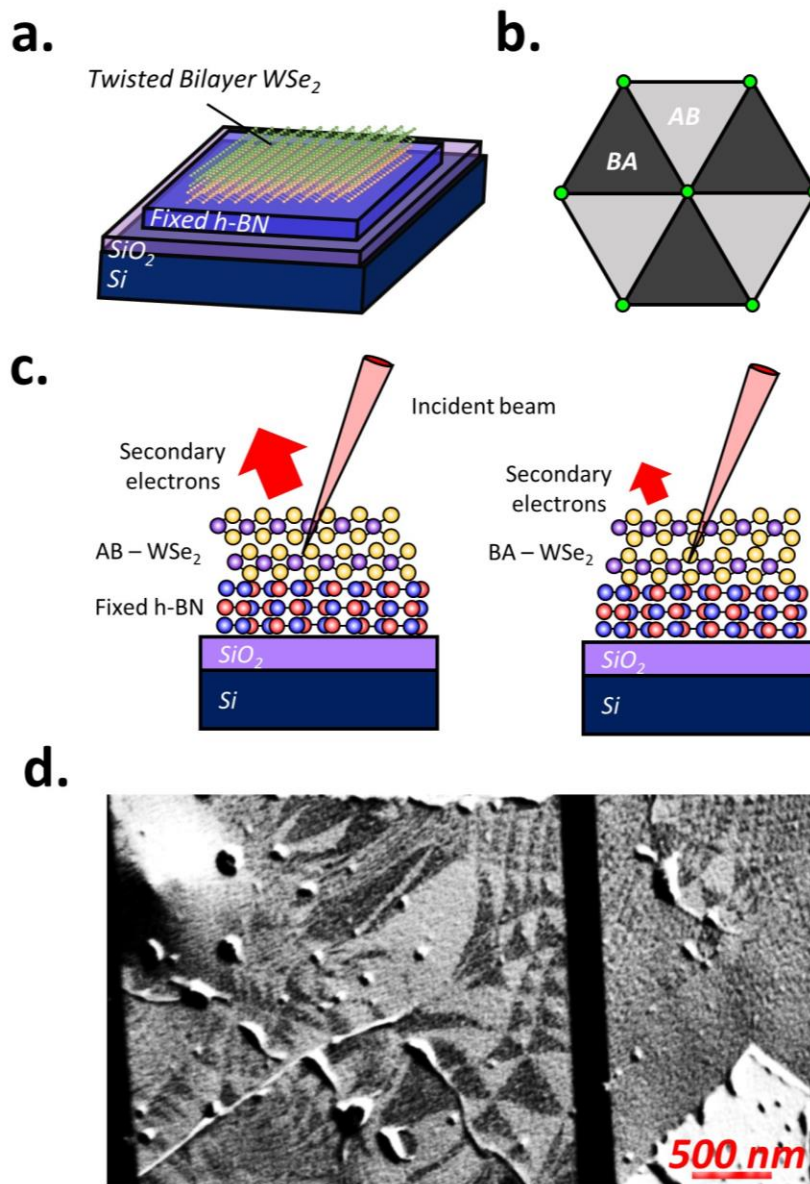 a.
Twisted Bilayer WSe₂
Fixed h-BN
SiO₂
Si
b.
AB
BA
c.
Incident beam
Secondary
electrons
AB – WSe₂
Fixed h-BN
SiO₂
Si
Secondary
electrons
BA – WSe₂
SiO₂
Si
d.
500 nm